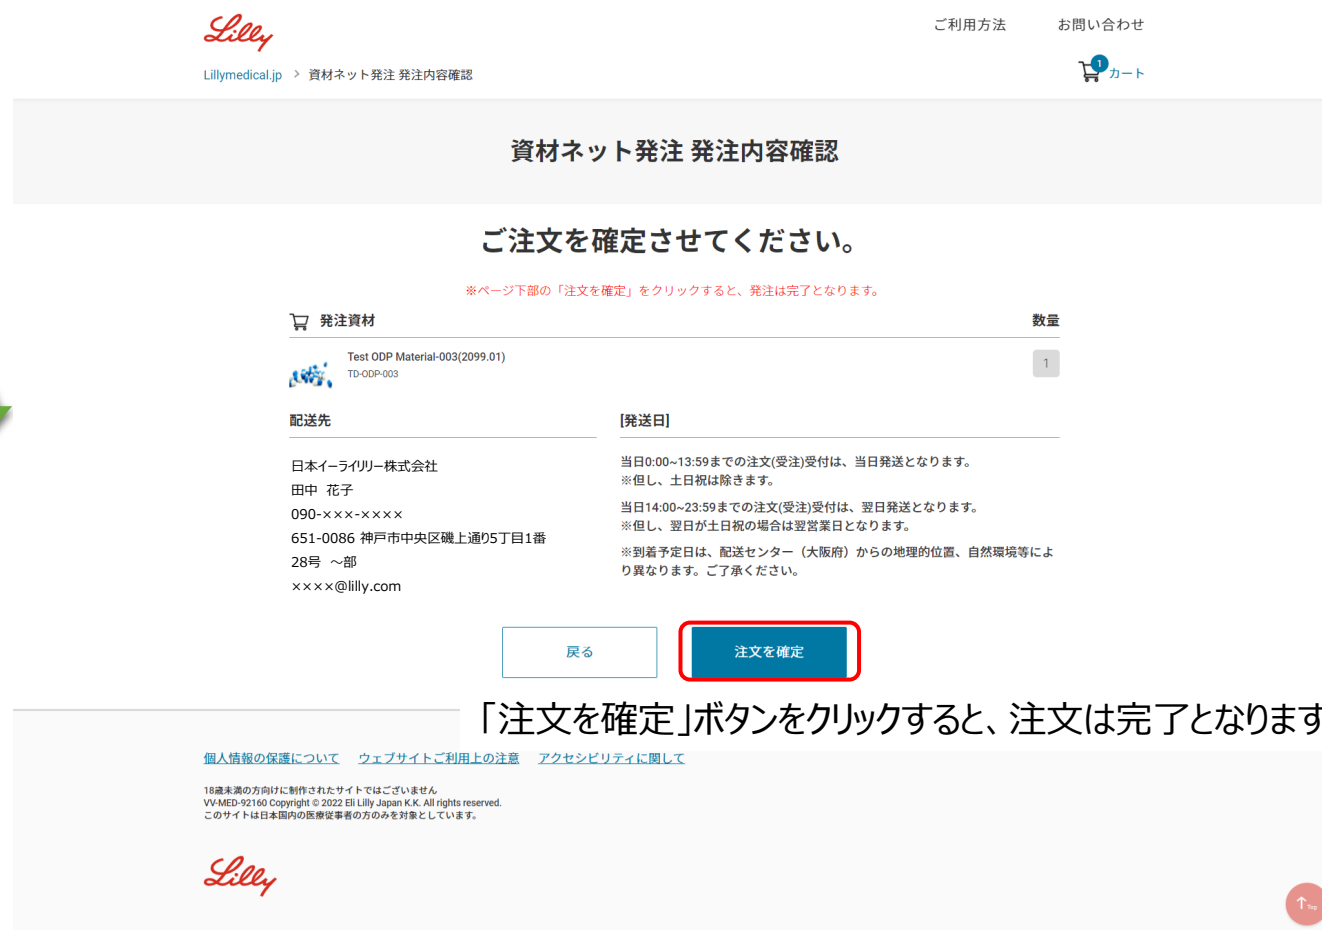 Lilly
ご利用方法
お問い合わせ
Lillymedical.jp > 資材ネット発注 発注内容確認
1
カート
資材ネット発注 発注内容確認
ご注文を確定させてください。
※ページ下部の「注文を確定」をクリックすると、発注は完了となります。
発注資材
数量
Test ODP Material-003(2099.01)
TD-ODP-003
1
配送先
日本イーライリリー株式会社
田中 花子
090-×××-××××
651-0086 神戸市中央区磯上通り5丁目1番
28号 ～部
××××@lilly.com
[発送日]
当日0:00~13:59までの注文(受注)受付は、当日発送となります。
※但し、土日祝は除きます。
当日14:00~23:59までの注文(受注)受付は、翌日発送となります。
※但し、翌日が土日祝の場合は翌営業日となります。
※到着予定日は、配送センター（大阪府）からの地理的位置、自然環境等によ
り異なります。ご了承ください。
戻る
注文を確定
「注文を確定」ボタンをクリックすると、注文は完了となります
個人情報の保護について
ウェブサイトご利用上の注意
アクセシビリティに関して
18歳未満の方向けに制作されたサイトではございません
VV-MED-92160 Copyright © 2022 Eli Lilly Japan K.K. All rights reserved.
このサイトは日本国内の医療従事者の方のみを対象としています。
Lilly
Top